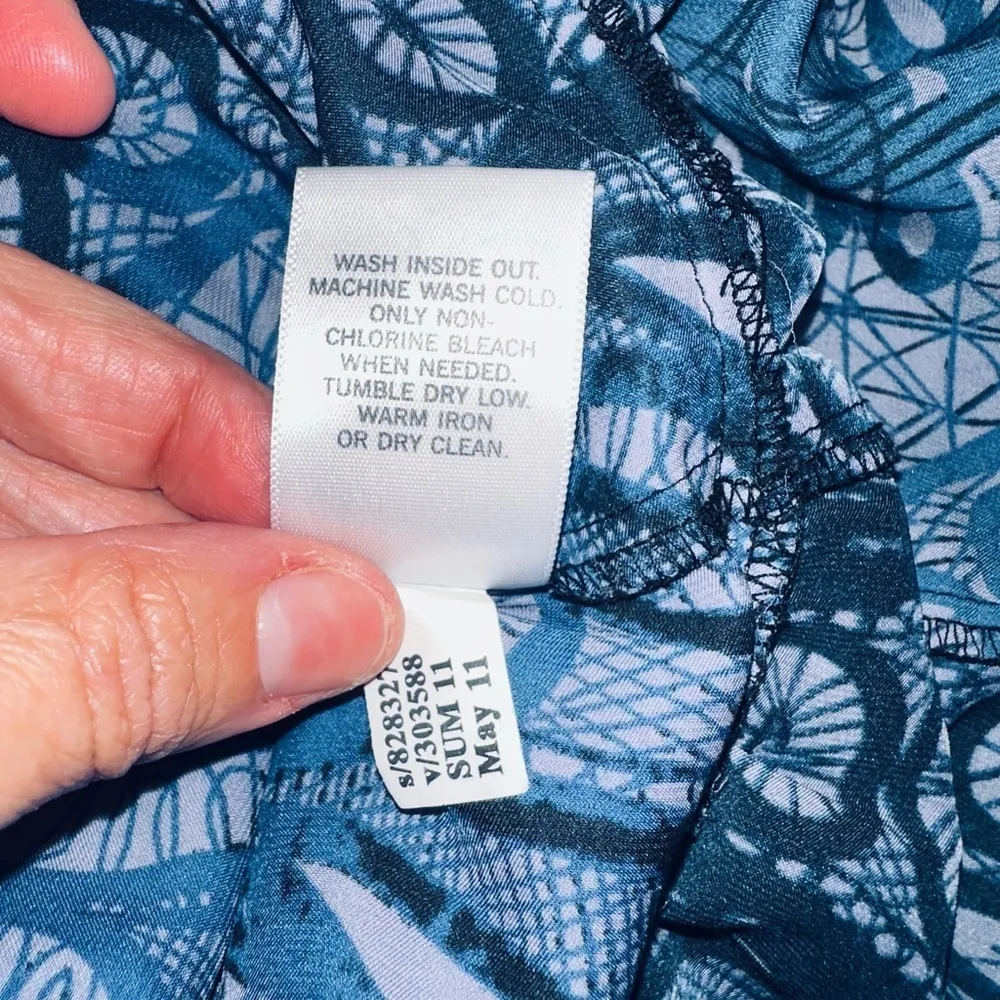 WASH INSIDE OUT.
MACHINE WASH COLD.
ONLY NON-
CHLORINE BLEACH
WHEN NEEDED.
TUMBLE DRY LOW.
WARM IRON
OR DRY CLEAN.
s/828327
v/303588
SUM 11
May 11